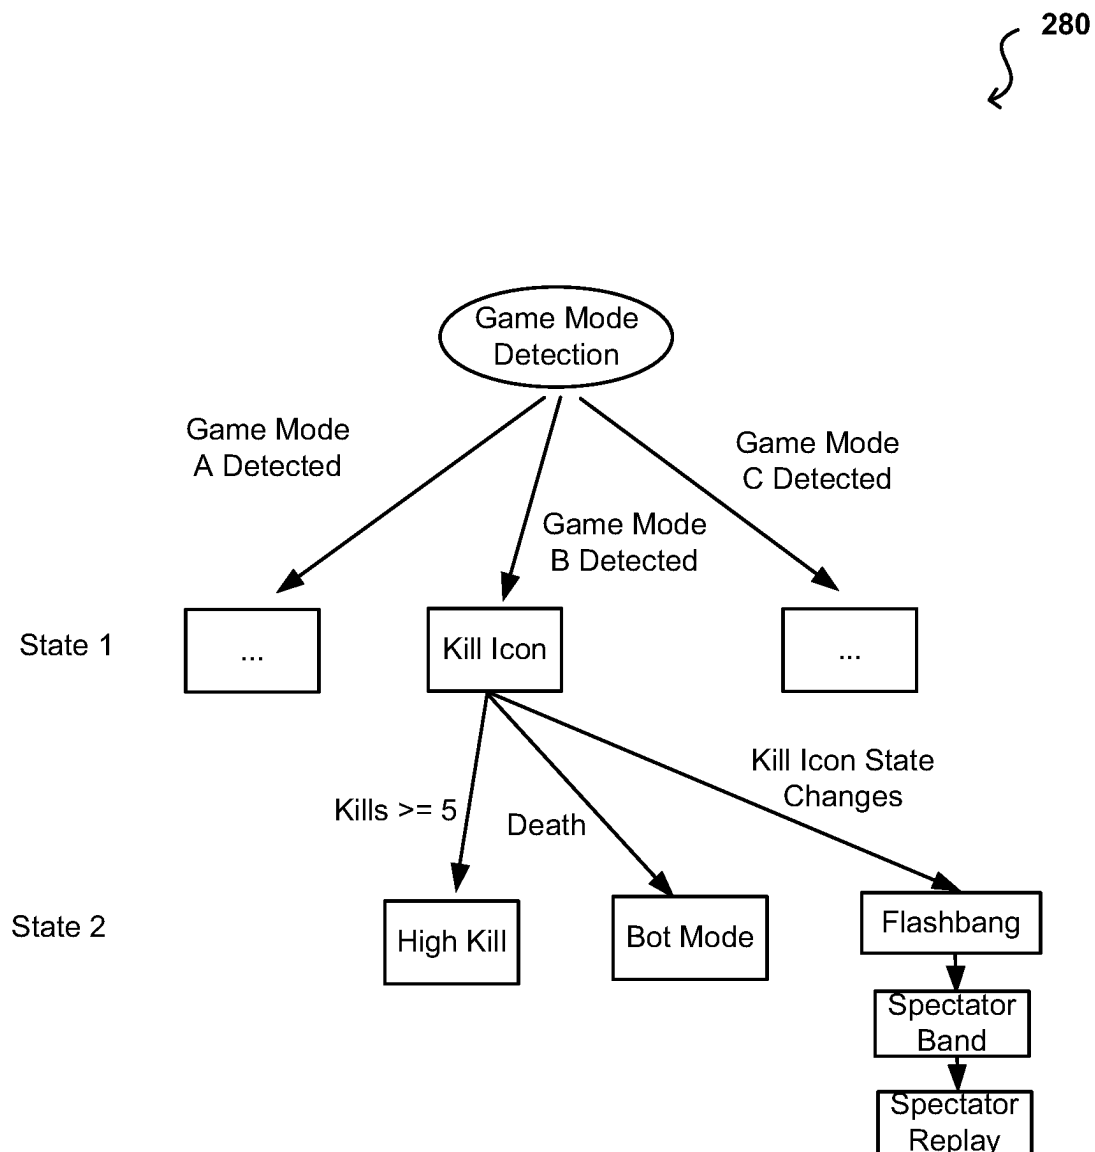 280
Game Mode
Detection
Game Mode
A Detected
Game Mode
C Detected
Game Mode
B Detected
State 1
...
Kill Icon
...
Kill Icon State
Changes
Kills >= 5
Death
State 2
High Kill
Bot Mode
Flashbang
Spectator
Band
Spectator
Replay